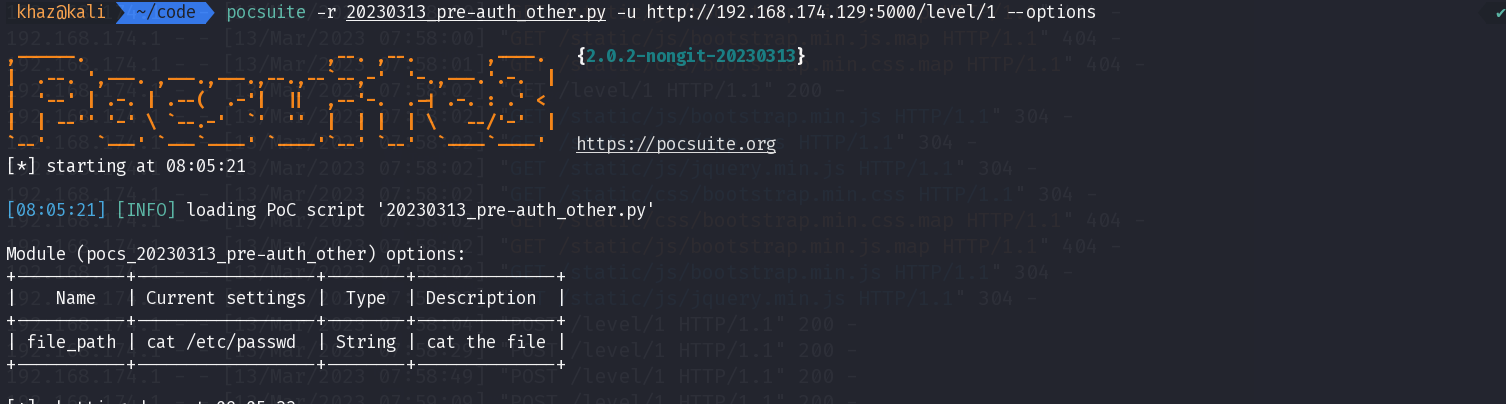 khaz@kali ~/code pocsuite -r 20230313_pre-auth_other.py -u http://192.168.174.129:5000/level/1 --options
{2.0.2-nongit-20230313}
https://pocsuite.org
[*] starting at 08:05:21
[08:05:21] [INFO] loading PoC script '20230313_pre-auth_other.py'
Module (pocs_20230313_pre-auth_other) options:
| Name | Current settings | Type | Description |
| file_path | cat /etc/passwd | String | cat the file |